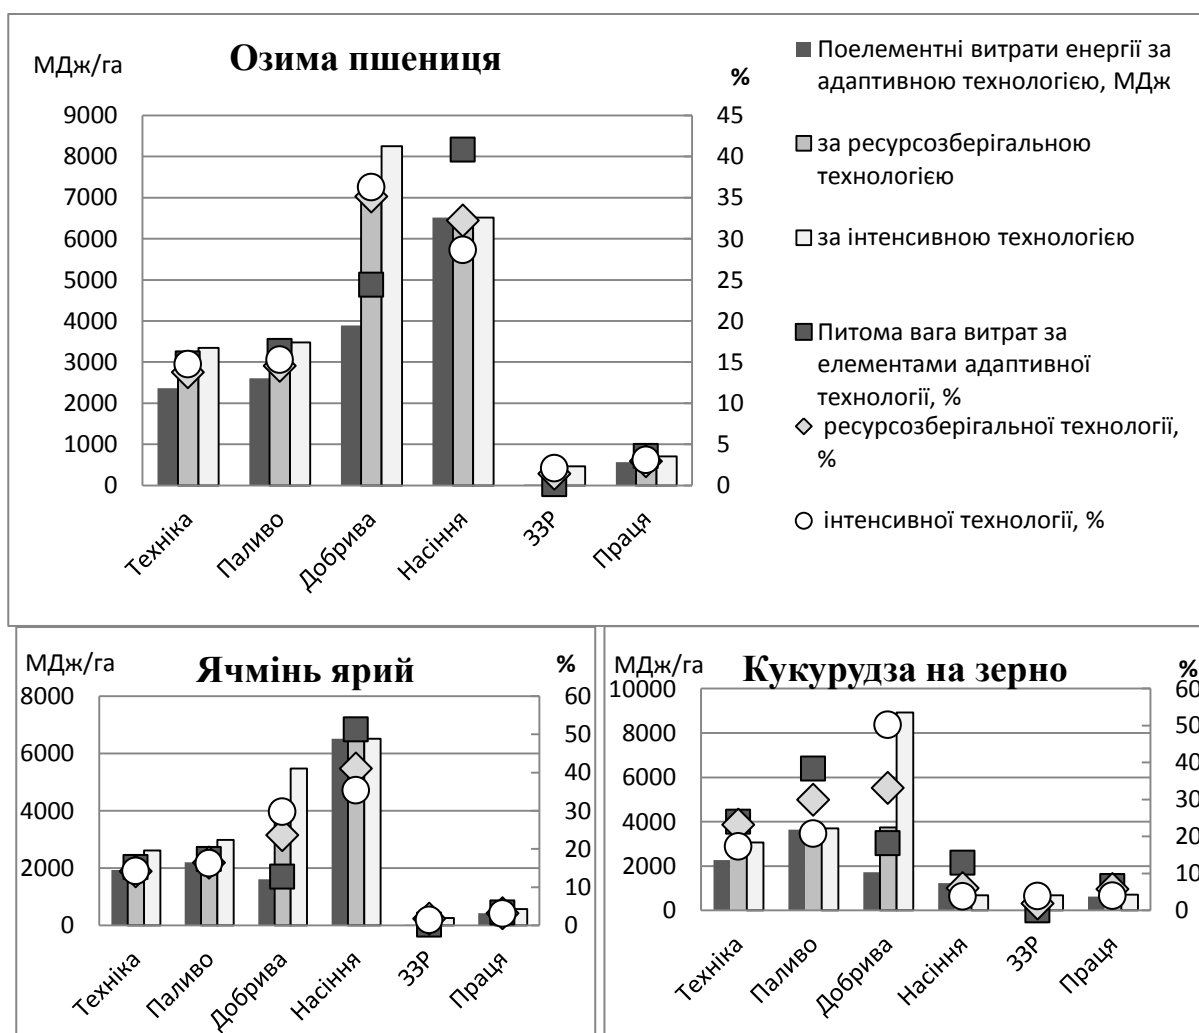 МДж/га
Озима пшениця
%
9000
8000
7000
6000
5000
4000
3000
2000
1000
0
45
40
35
30
25
20
15
10
5
0
Техніка
Паливо
Добрива
Насіння
ЗЗР
Праця
Поелементні витрати енергії за
адаптивною технологією, МДж
за ресурсозберігальною
технологією
за інтенсивною технологією
Питома вага витрат за
елементами адаптивної
технології, %
ресурсозберігальної технології,
%
інтенсивної технології, %
МДж/га
Ячмінь ярий
%
8000
6000
4000
2000
0
60
50
40
30
20
10
0
Техніка
Паливо
Добрива
Насіння
ЗЗР
Праця
МДж/га
Кукурудза на зерно
%
10000
8000
6000
4000
2000
0
60
50
40
30
20
10
0
Техніка
Паливо
Добрива
Насіння
ЗЗР
Праця